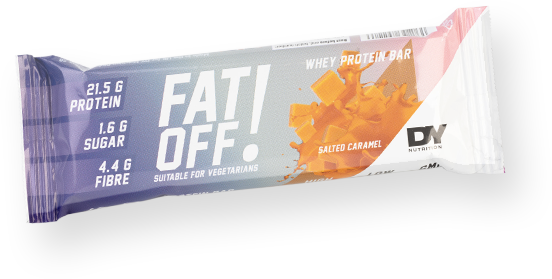 21.5 G
PROTEIN
1.6 G
SUGAR
4.4 G
FIBRE
FAT
OFF!
SUITABLE FOR VEGETARIANS
WHEY PROTEIN BAR
SALTED CARAMEL
DY
NUTRITION